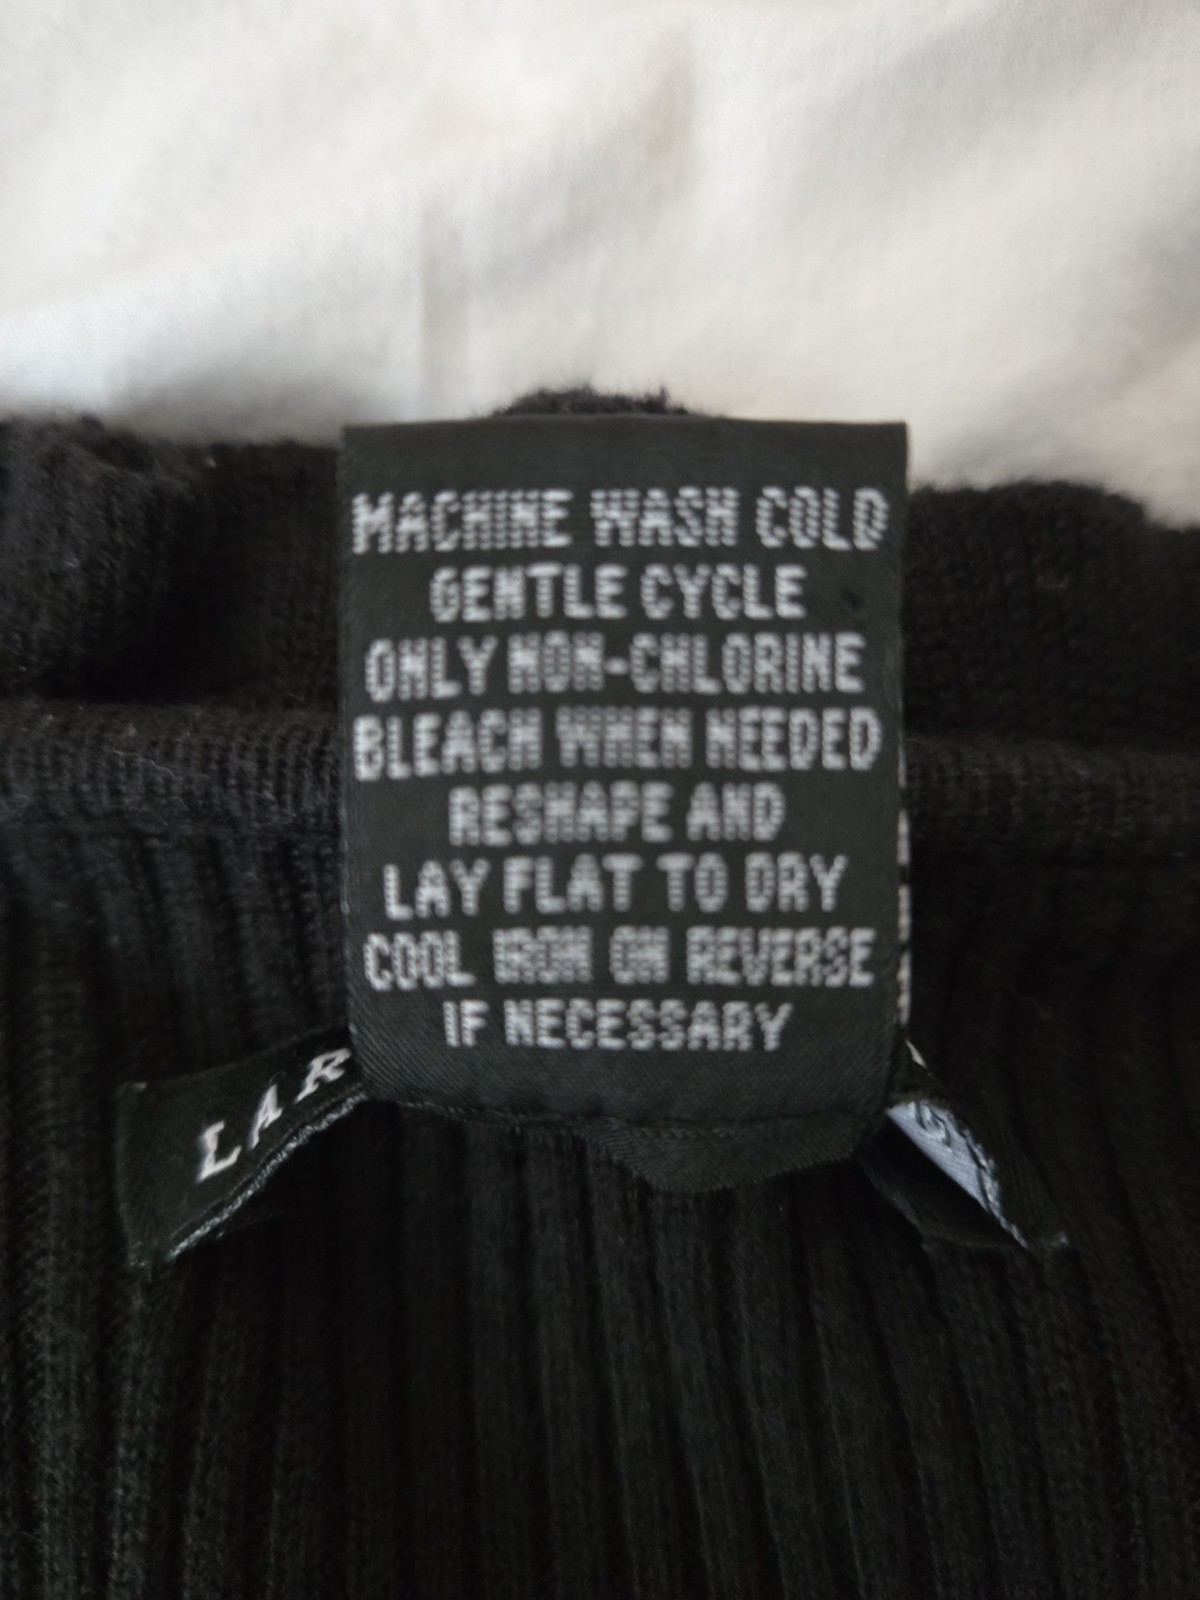 MACHINE WASH COLD
GENTLE CYCLE
ONLY NON-CHLORINE
BLEACH WHEN NEEDED
RESHAPE AND
LAY FLAT TO DRY
COOL IRON ON REVERSE
IF NECESSARY
LAR